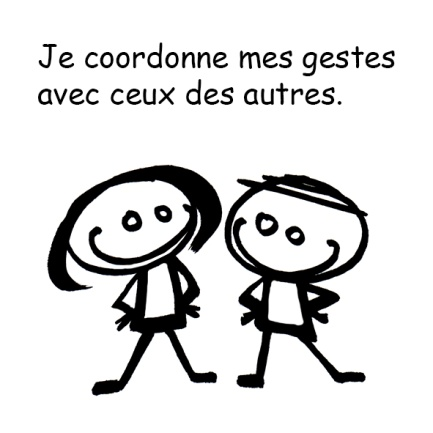 Je coordonne mes gestes
avec ceux des autres.